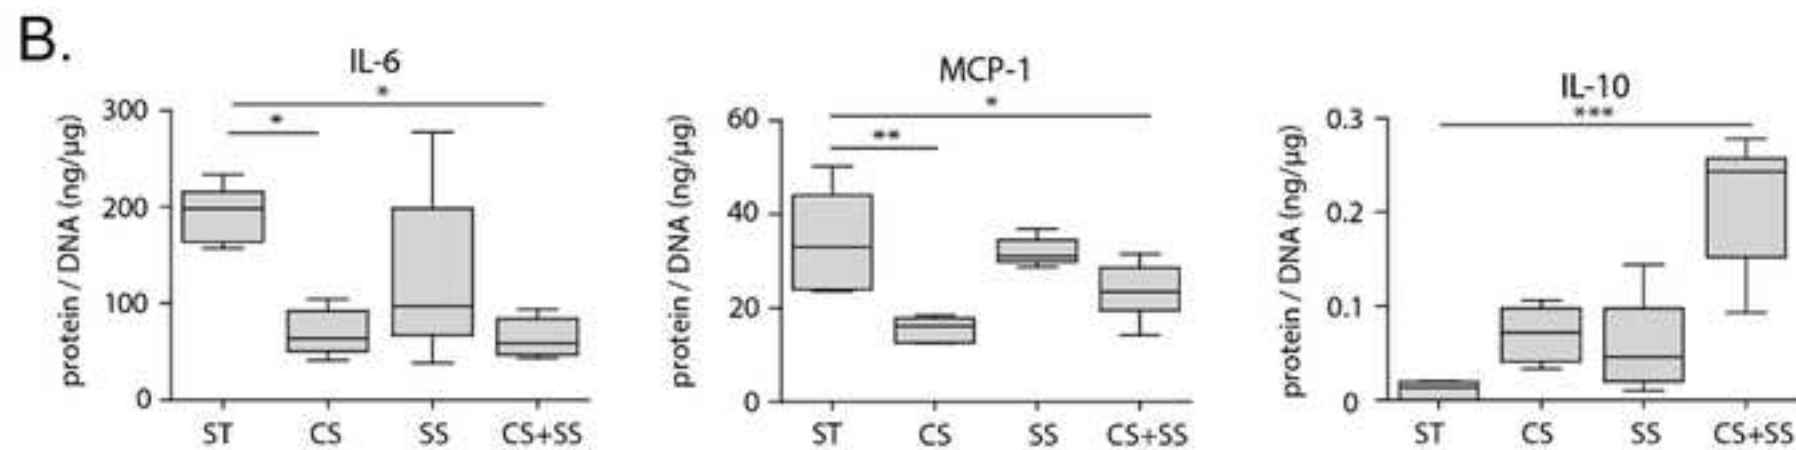 B.
IL-6
*
*
protein / DNA (ng/µg)
300
200
100
0
ST CS SS CS+SS
MCP-1
*
**
protein / DNA (ng/µg)
60
40
20
0
ST CS SS CS+SS
IL-10
***
protein / DNA (ng/µg)
0.3
0.2
0.1
0
ST CS SS CS+SS